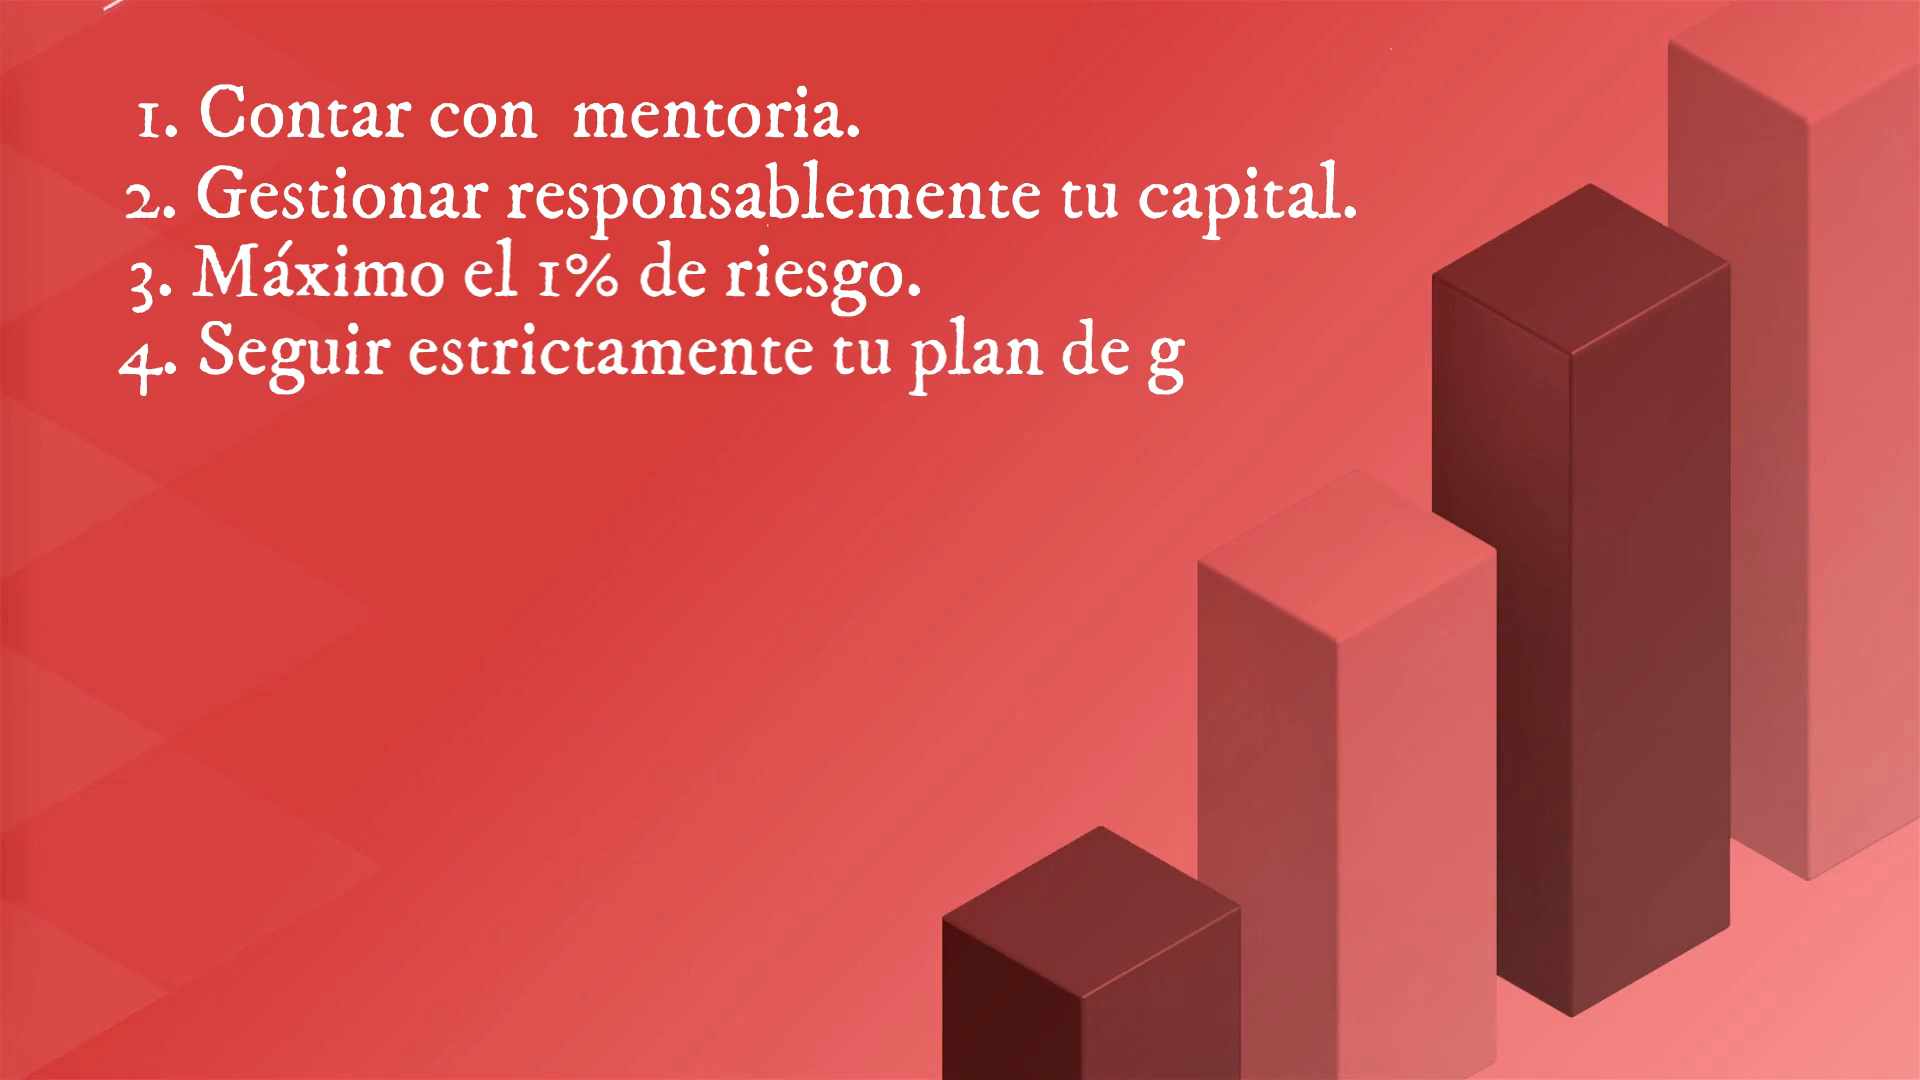 1. Contar con  mentoria.
2. Gestionar responsablemente tu capital.
3. Máximo el 1% de riesgo.
4. Seguir estrictamente tu plan de g